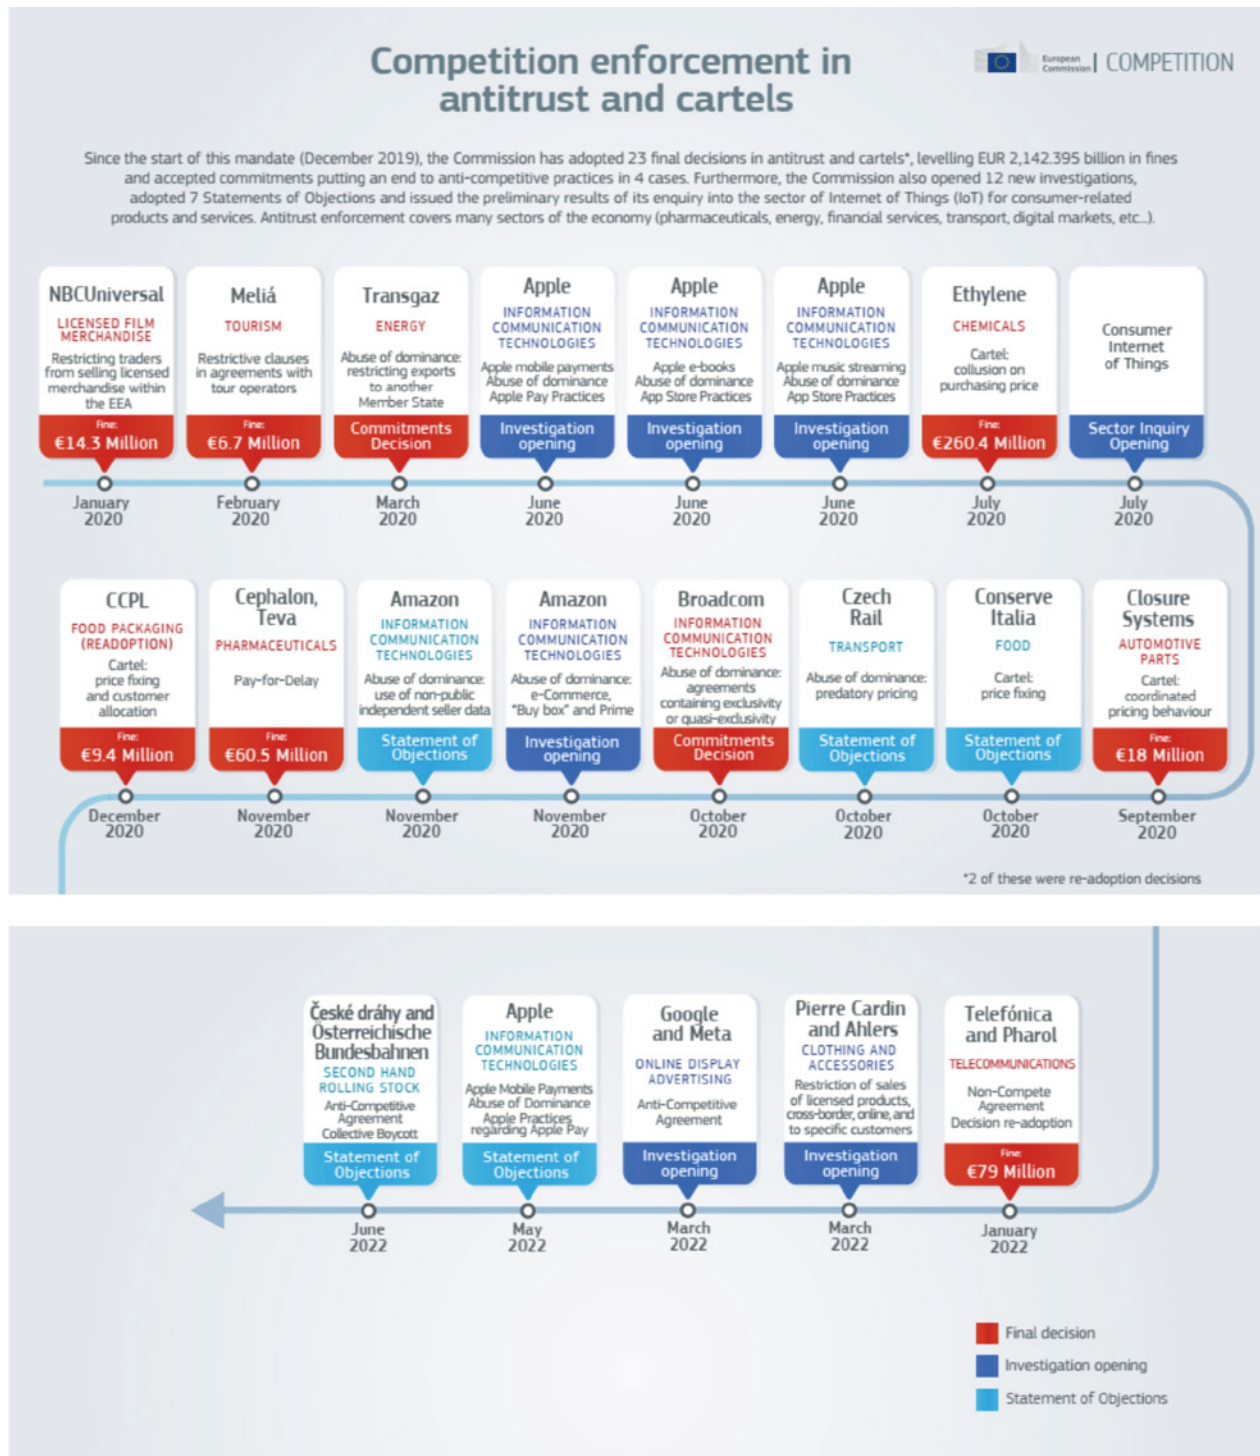 Competition enforcement in
antitrust and cartels
European
Commission
COMPETITION
Since the start of this mandate (December 2019), the Commission has adopted 23 final decisions in antitrust and cartels*, levelling EUR 2,142.395 billion in fines
and accepted commitments putting an end to anti-competitive practices in 4 cases. Furthermore, the Commission also opened 12 new investigations,
adopted 7 Statements of Objections and issued the preliminary results of its enquiry into the sector of Internet of Things (IoT) for consumer-related
products and services. Antitrust enforcement covers many sectors of the economy (pharmaceuticals, energy, financial services, transport, digital markets, etc...).
NBCUniversal
LICENSED FILM
MERCHANDISE
Restricting traders
from selling licensed
merchandise within
the EEA
Fine:
€14.3 Million
January
2020
Meliá
TOURISM
Restrictive clauses
in agreements with
tour operators
Fine:
€6.7 Million
February
2020
Transgaz
ENERGY
Abuse of dominance:
restricting exports
to another
Member State
Commitments
Decision
March
2020
Apple
INFORMATION
COMMUNICATION
TECHNOLOGIES
Apple mobile payments
Abuse of dominance
Apple Pay Practices
Investigation
opening
June
2020
Apple
INFORMATION
COMMUNICATION
TECHNOLOGIES
Apple e-books
Abuse of dominance
App Store Practices
Investigation
opening
June
2020
Apple
INFORMATION
COMMUNICATION
TECHNOLOGIES
Apple music streaming
Abuse of dominance
App Store Practices
Investigation
opening
June
2020
Ethylene
CHEMICALS
Cartel:
collusion on
purchasing price
Fine:
€260.4 Million
July
2020
Consumer
Internet
of Things
Sector Inquiry
Opening
July
2020
CCPL
FOOD PACKAGING
(READOPTION)
Cartel:
price fixing
and customer
allocation
Fine:
€9.4 Million
December
2020
Cephalon,
Teva
PHARMACEUTICALS
Pay-for-Delay
Fine:
€60.5 Million
November
2020
Amazon
INFORMATION
COMMUNICATION
TECHNOLOGIES
Abuse of dominance:
use of non-public
independent seller data
Statement of
Objections
November
2020
Amazon
INFORMATION
COMMUNICATION
TECHNOLOGIES
Abuse of dominance:
e-Commerce,
"Buy box" and Prime
Investigation
opening
November
2020
Broadcom
INFORMATION
COMMUNICATION
TECHNOLOGIES
Abuse of dominance:
agreements
containing exclusivity
or quasi-exclusivity
Commitments
Decision
October
2020
Czech
Rail
TRANSPORT
Abuse of dominance:
predatory pricing
Statement of
Objections
October
2020
Conserve
Italia
FOOD
Cartel:
price fixing
Statement of
Objections
October
2020
Closure
Systems
AUTOMOTIVE
PARTS
Cartel:
coordinated
pricing behaviour
Fine:
€18 Million
September
2020
*2 of these were re-adoption decisions
České dráhy and
Österreichische
Bundesbahnen
SECOND HAND
ROLLING STOCK
Anti-Competitive
Agreement
Collective Boycott
Statement of
Objections
June
2022
Apple
INFORMATION
COMMUNICATION
TECHNOLOGIES
Apple Mobile Payments
Abuse of Dominance
Apple Practices
regarding Apple Pay
Statement of
Objections
May
2022
Google
and Meta
ONLINE DISPLAY
ADVERTISING
Anti-Competitive
Agreement
Investigation
opening
March
2022
Pierre Cardin
and Ahlers
CLOTHING AND
ACCESSORIES
Restriction of sales
of licensed products,
cross-border, online, and
to specific customers
Investigation
opening
March
2022
Telefónica
and Pharol
TELECOMMUNICATIONS
Non-Compete
Agreement
Decision re-adoption
Fine:
€79 Million
January
2022
Final decision
Investigation opening
Statement of Objections